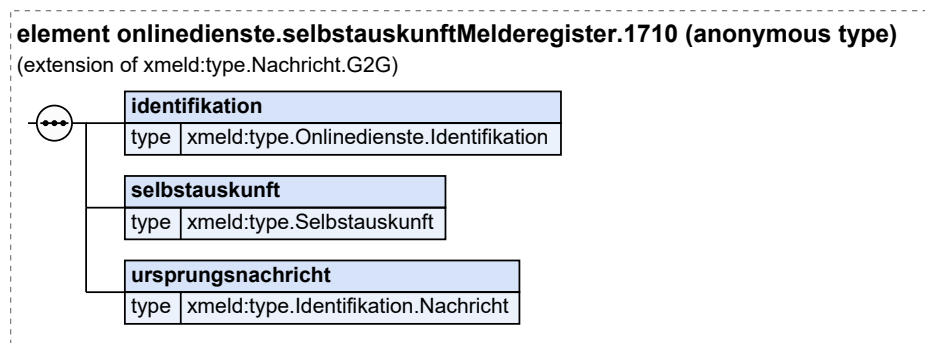 element onlinedienste.selbstauskunftMelderegister.1710 (anonymous type)
(extension of xmeld:type.Nachricht.G2G)
identifikation
type xmeld:type.Onlinedienste.Identifikation
selbstauskunft
type xmeld:type.Selbstauskunft
ursprungsnachricht
type xmeld:type.Identifikation.Nachricht